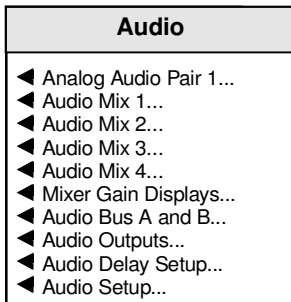 Audio
Analog Audio Pair 1...
Audio Mix 1...
Audio Mix 2...
Audio Mix 3...
Audio Mix 4...
Mixer Gain Displays...
Audio Bus A and B...
Audio Outputs...
Audio Delay Setup...
Audio Setup...